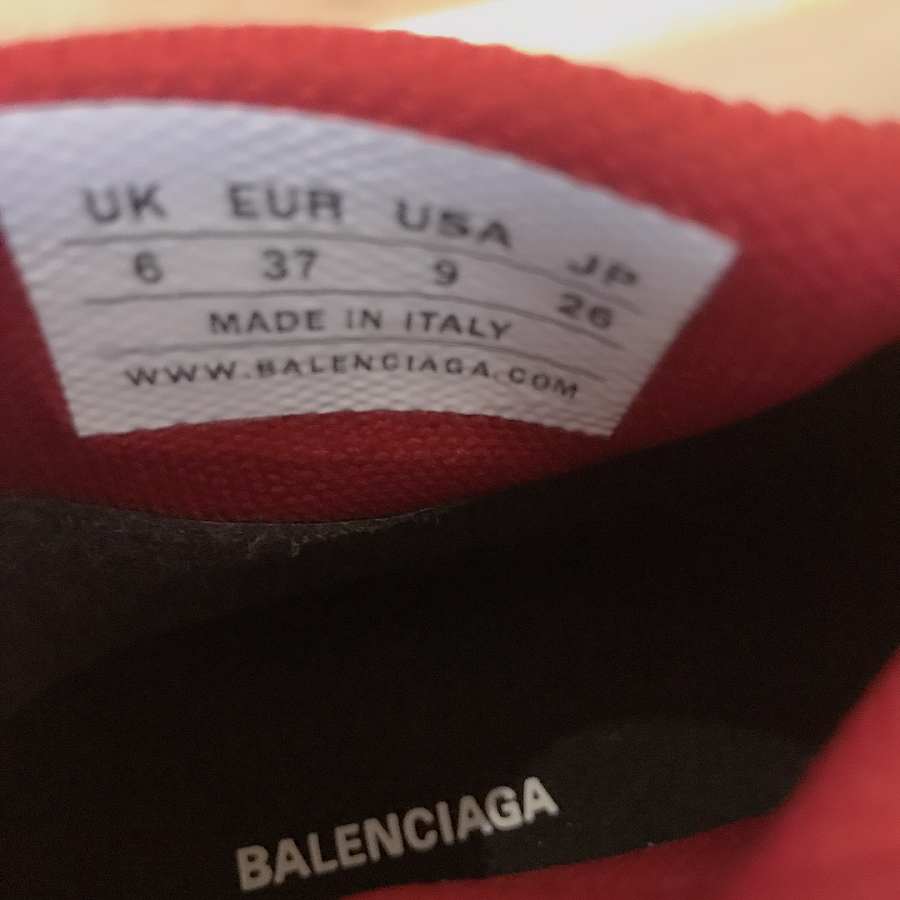 UK EUR USA JP
6 37 9 26
MADE IN ITALY
WWW.BALENCIAGA.COM
BALENCIAGA